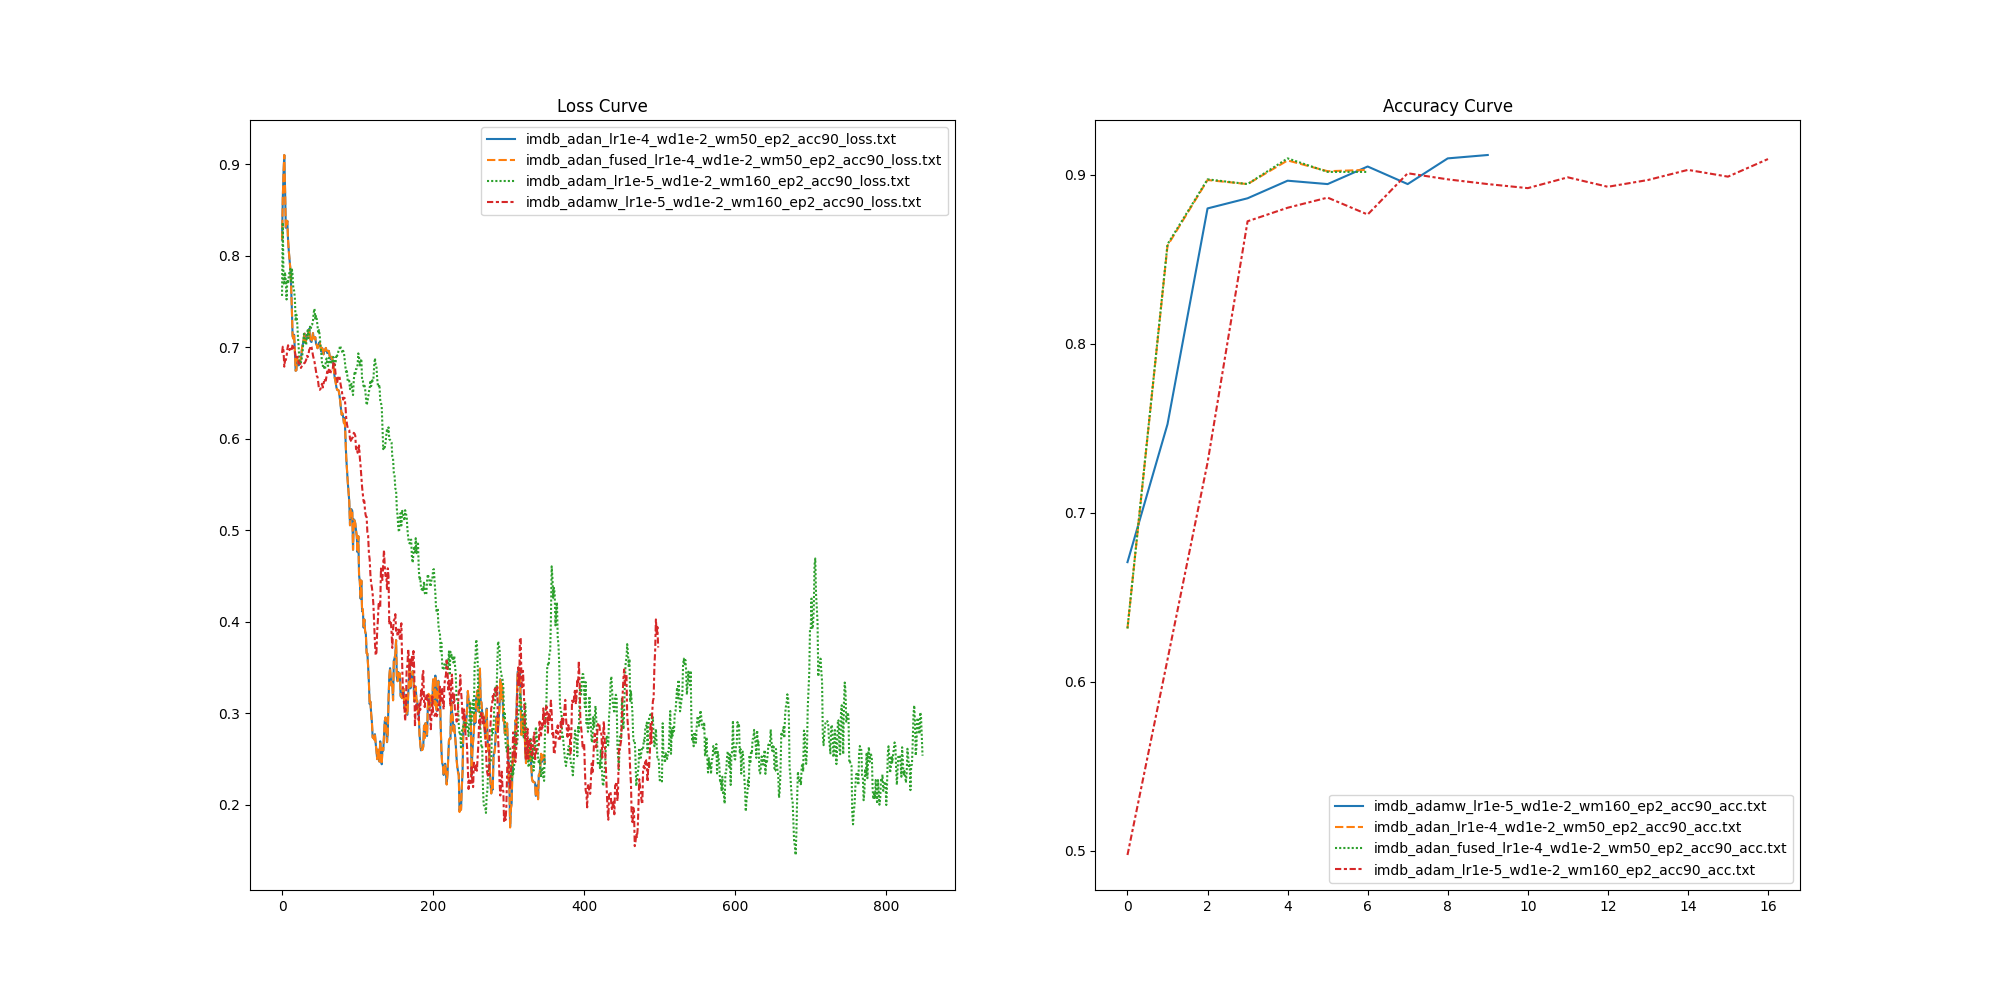 Loss Curve
imdb_adan_lr1e-4_wd1e-2_wm50_ep2_acc90_loss.txt
imdb_adan_fused_lr1e-4_wd1e-2_wm50_ep2_acc90_loss.txt
imdb_adam_lr1e-5_wd1e-2_wm160_ep2_acc90_loss.txt
imdb_adamw_lr1e-5_wd1e-2_wm160_ep2_acc90_loss.txt
0.9
0.8
0.7
0.6
0.5
0.4
0.3
0.2
0 200 400 600 800
Accuracy Curve
0.9
0.8
0.7
0.6
0.5
imdb_adamw_lr1e-5_wd1e-2_wm160_ep2_acc90_acc.txt
imdb_adan_lr1e-4_wd1e-2_wm50_ep2_acc90_acc.txt
imdb_adan_fused_lr1e-4_wd1e-2_wm50_ep2_acc90_acc.txt
imdb_adam_lr1e-5_wd1e-2_wm160_ep2_acc90_acc.txt
0 2 4 6 8 10 12 14 16